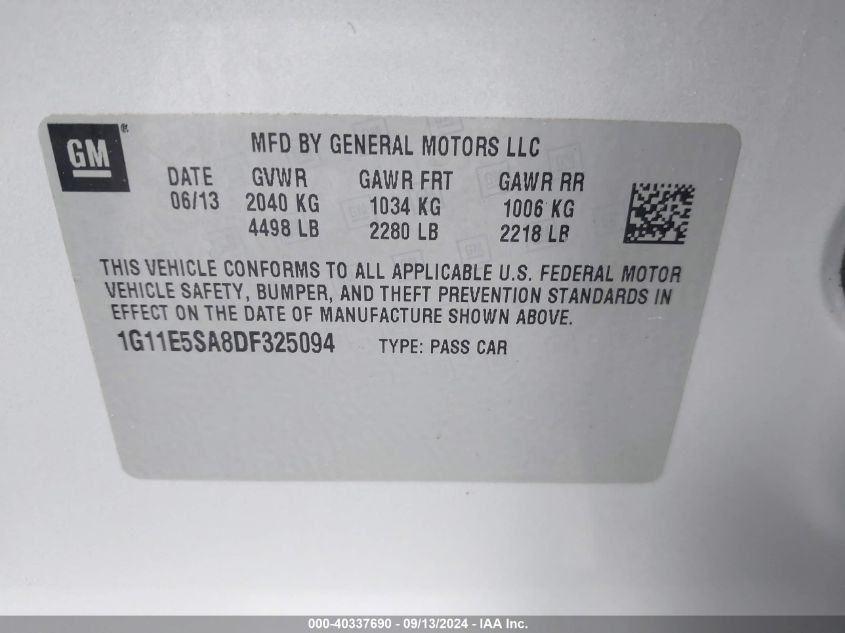 GM®
MFD BY GENERAL MOTORS LLC
DATE GVWR GAWR FRT GAWR RR
06/13 2040 KG 1034 KG 1006 KG
4498 LB 2280 LB 2218 LB
THIS VEHICLE CONFORMS TO ALL APPLICABLE U.S. FEDERAL MOTOR
VEHICLE SAFETY, BUMPER, AND THEFT PREVENTION STANDARDS IN
EFFECT ON THE DATE OF MANUFACTURE SHOWN ABOVE.
1G11E5SA8DF325094 TYPE: PASS CAR
000-40337690 - 09/13/2024 - IAA Inc.